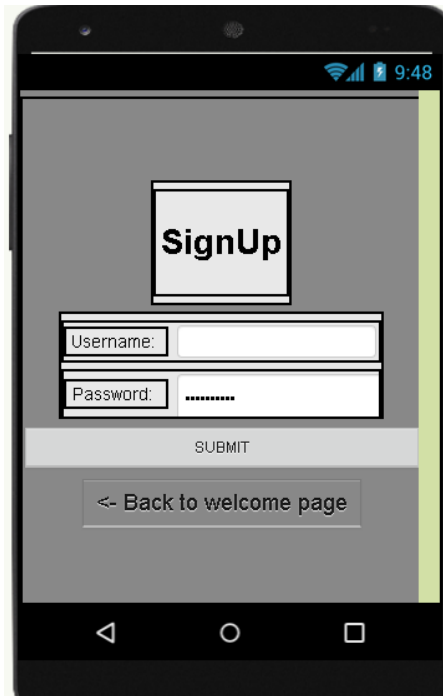 9:48
SignUp
Username:
Password: ..........
SUBMIT
<- Back to welcome page